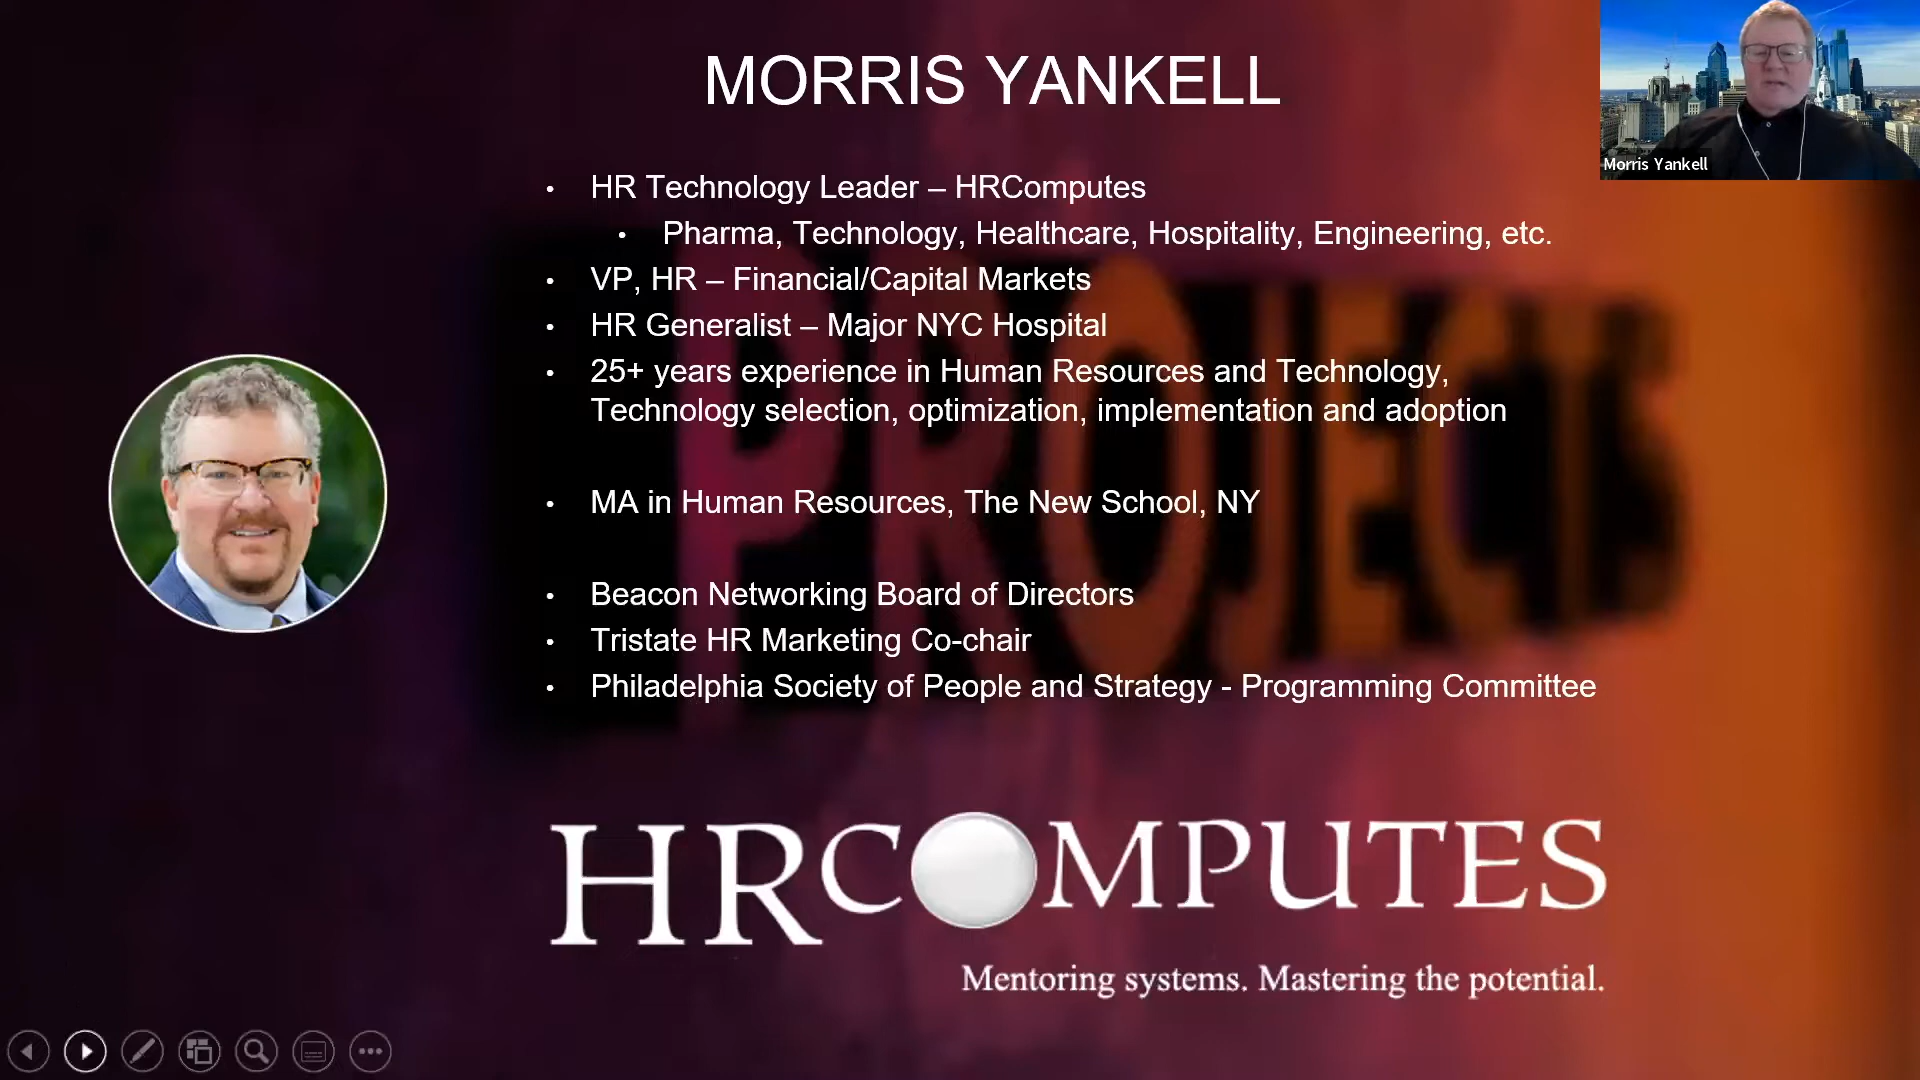 MORRIS YANKELL
Morris Yankell
• HR Technology Leader – HRComputes
• Pharma, Technology, Healthcare, Hospitality, Engineering, etc.
• VP, HR – Financial/Capital Markets
• HR Generalist – Major NYC Hospital
• 25+ years experience in Human Resources and Technology,
Technology selection, optimization, implementation and adoption
• MA in Human Resources, The New School, NY
• Beacon Networking Board of Directors
• Tristate HR Marketing Co-chair
• Philadelphia Society of People and Strategy - Programming Committee
PROJECTS
HRCOMPUTES
Mentoring systems. Mastering the potential.